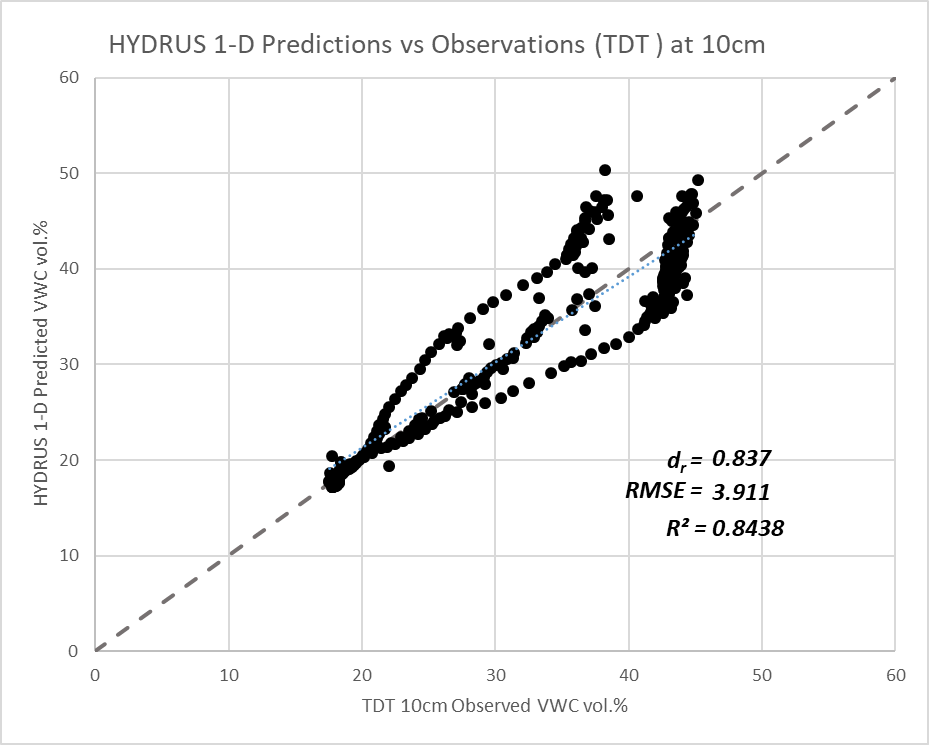 HYDRUS 1-D Predictions vs Observations (TDT ) at 10cm
60
50
40
30
20
10
0
HYDRUS 1-D Predicted VWC vol.%
dr = 0.837
RMSE = 3.911
R² = 0.8438
0 10 20 30 40 50 60
TDT 10cm Observed VWC vol.%